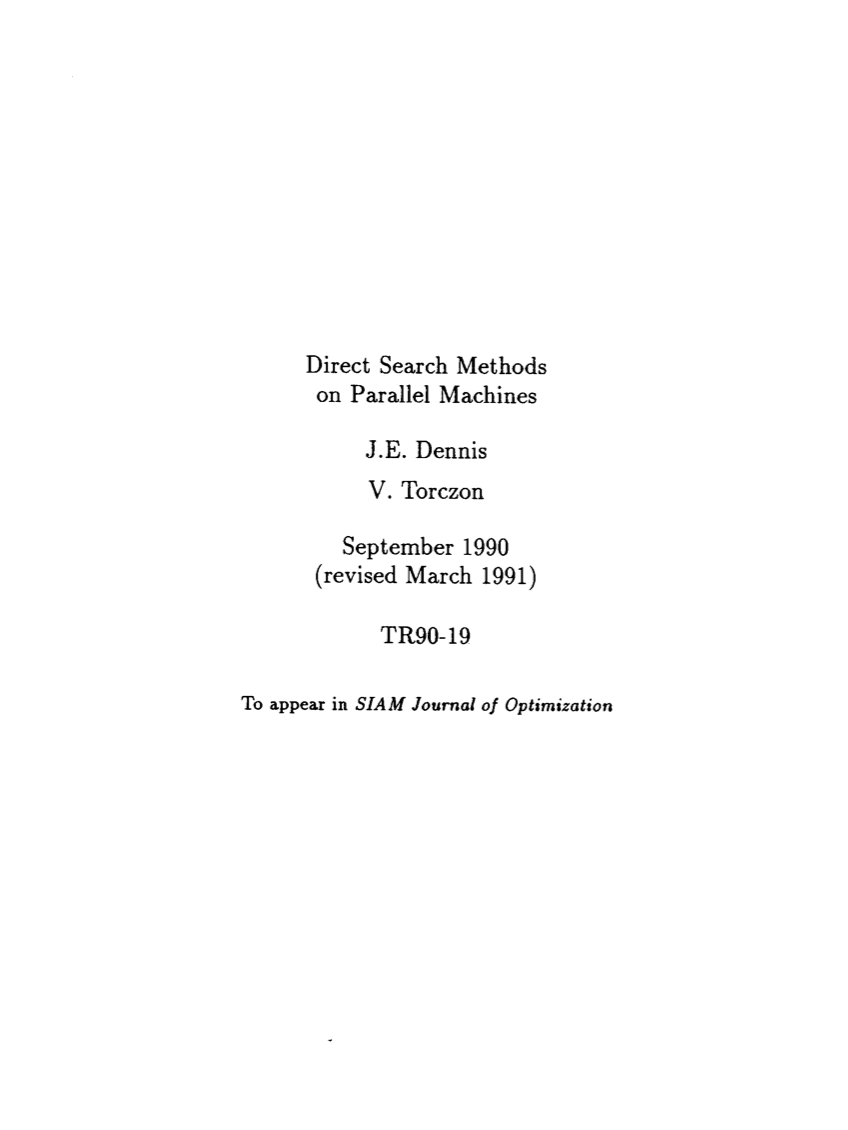 Direct Search Methods
on Parallel Machines
J.E. Dennis
V. Torczon
September 1990
(revised March 1991)
TR90-19
To appear in SIAM Journal of Optimization